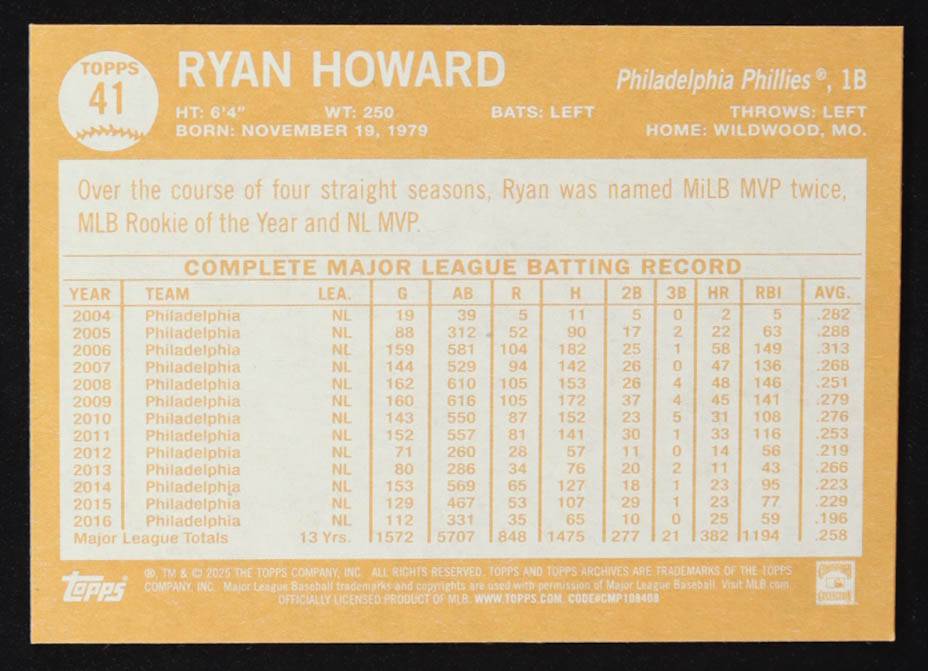 TOPPS
41
RYAN HOWARD
Philadelphia Phillies®, 1B
HT: 6'4" WT: 250 BATS: LEFT THROWS: LEFT
BORN: NOVEMBER 19, 1979 HOME: WILDWOOD, MO.
Over the course of four straight seasons, Ryan was named MiLB MVP twice,
MLB Rookie of the Year and NL MVP.
COMPLETE MAJOR LEAGUE BATTING RECORD
YEAR TEAM LEA. G AB R H 2B 3B HR RBI AVG.
2004 Philadelphia NL 19 39 5 11 5 0 2 5 .282
2005 Philadelphia NL 88 312 52 90 17 2 22 63 .288
2006 Philadelphia NL 159 581 104 182 25 1 58 149 .313
2007 Philadelphia NL 144 529 94 142 26 0 47 136 .268
2008 Philadelphia NL 162 610 105 153 26 4 48 146 .251
2009 Philadelphia NL 160 616 105 172 37 4 45 141 .279
2010 Philadelphia NL 143 550 87 152 23 5 31 108 .276
2011 Philadelphia NL 152 557 81 141 30 1 33 116 .253
2012 Philadelphia NL 71 260 28 57 11 0 14 56 .219
2013 Philadelphia NL 80 286 34 76 20 2 11 43 .266
2014 Philadelphia NL 153 569 65 127 18 1 23 95 .223
2015 Philadelphia NL 129 467 53 107 29 1 23 77 .229
2016 Philadelphia NL 112 331 35 65 10 0 25 59 .196
Major League Totals 13 Yrs. 1572 5707 848 1475 277 21 382 1194 .258
Topps
®, TM & © 2025 THE TOPPS COMPANY, INC. ALL RIGHTS RESERVED. TOPPS AND TOPPS ARCHIVES ARE TRADEMARKS OF THE TOPPS
COMPANY, INC. Major League Baseball trademarks and copyrights are used with permission of Major League Baseball. Visit MLB.com.
OFFICIALLY LICENSED PRODUCT OF MLB. WWW.TOPPS.COM. CODE#CMP108408